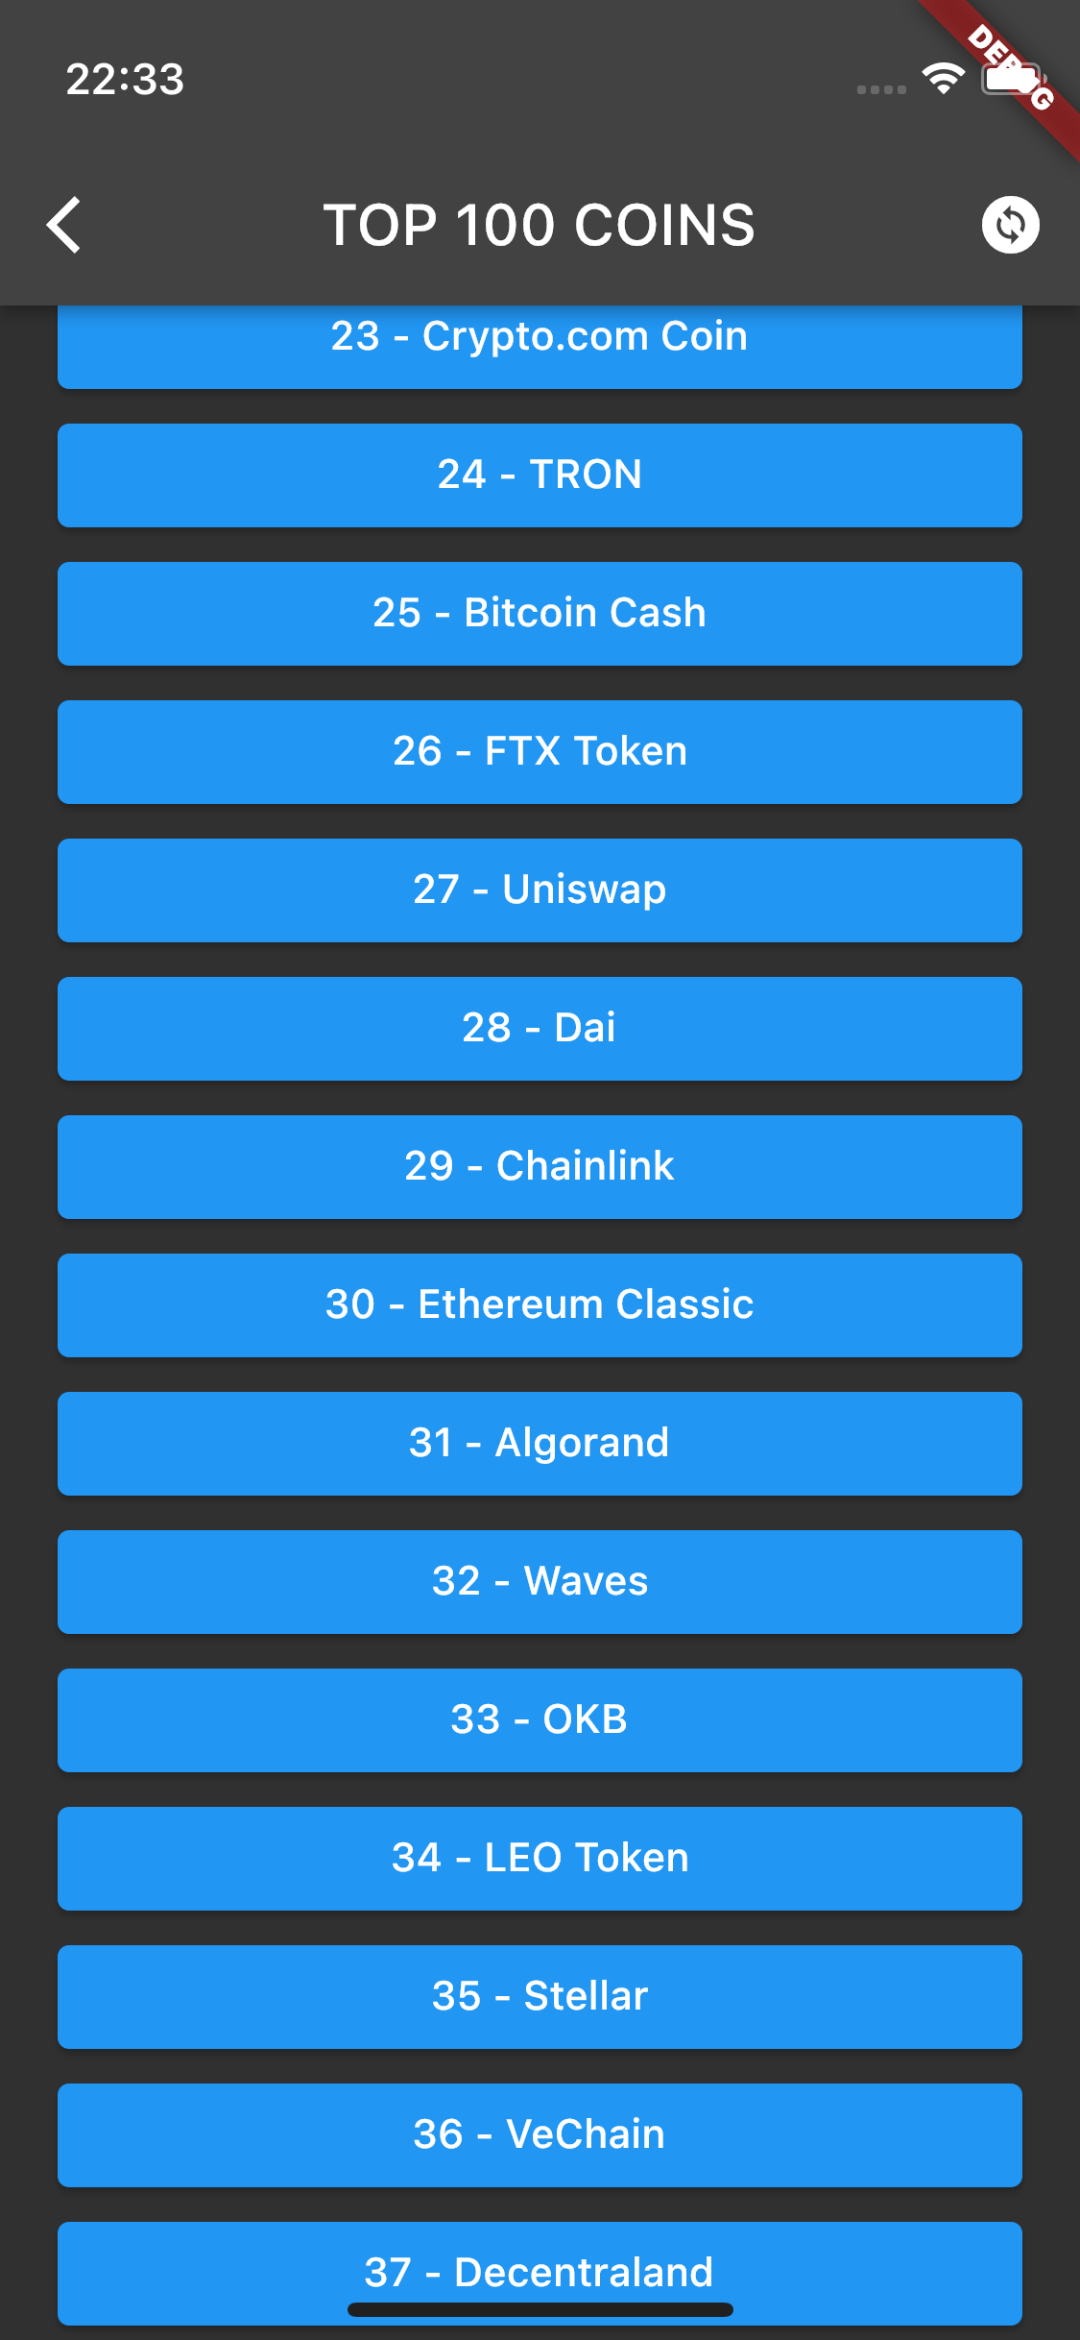 22:33
TOP 100 COINS
23 - Crypto.com Coin
24 - TRON
25 - Bitcoin Cash
26 - FTX Token
27 - Uniswap
28 - Dai
29 - Chainlink
30 - Ethereum Classic
31 - Algorand
32 - Waves
33 - OKB
34 - LEO Token
35 - Stellar
36 - VeChain
37 - Decentraland